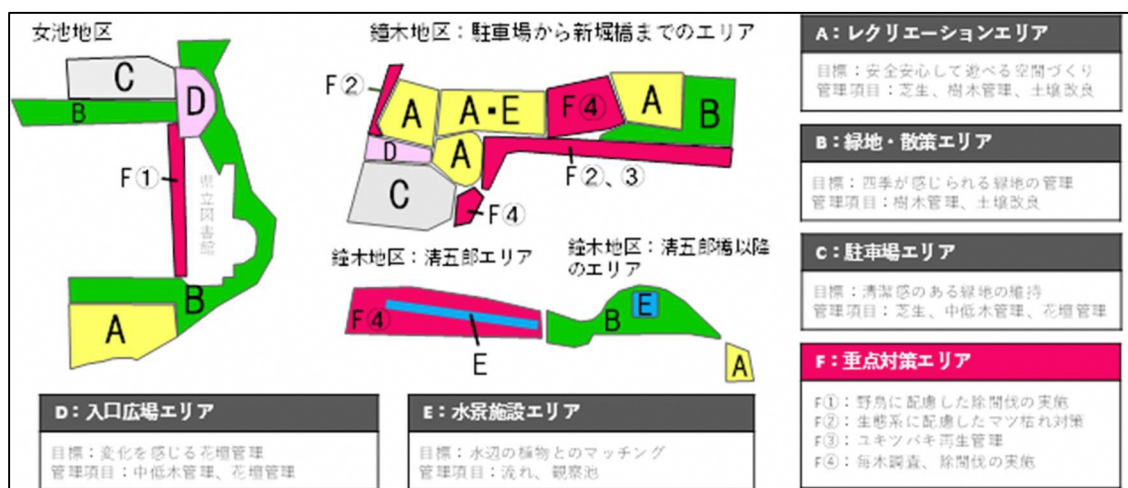 女池地区
C
D
B
F①
県立図書館
B
A
鐘木地区：駐車場から新堀橋までのエリア
F②
A
A・E
F④
A
B
D
A
C
F②、③
F④
鐘木地区：清五郎エリア
F④
E
鐘木地区：清五郎橋以降
のエリア
B
E
A
A：レクリエーションエリア
目標：安全安心して遊べる空間づくり
管理項目：芝生、樹木管理、土壌改良
B：緑地・散策エリア
目標：四季が感じられる緑地の管理
管理項目：樹木管理、土壌改良
C：駐車場エリア
目標：清潔感のある緑地の維持
管理項目：芝生、中低木管理、花壇管理
F：重点対策エリア
F①：野鳥に配慮した除間伐の実施
F②：生態系に配慮したマツ枯れ対策
F③：ユキツバキ再生管理
F④：毎木調査、除間伐の実施
D：入口広場エリア
目標：変化を感じる花壇管理
管理項目：中低木管理、花壇管理
E：水景施設エリア
目標：水辺の植物とのマッチング
管理項目：流れ、観察池